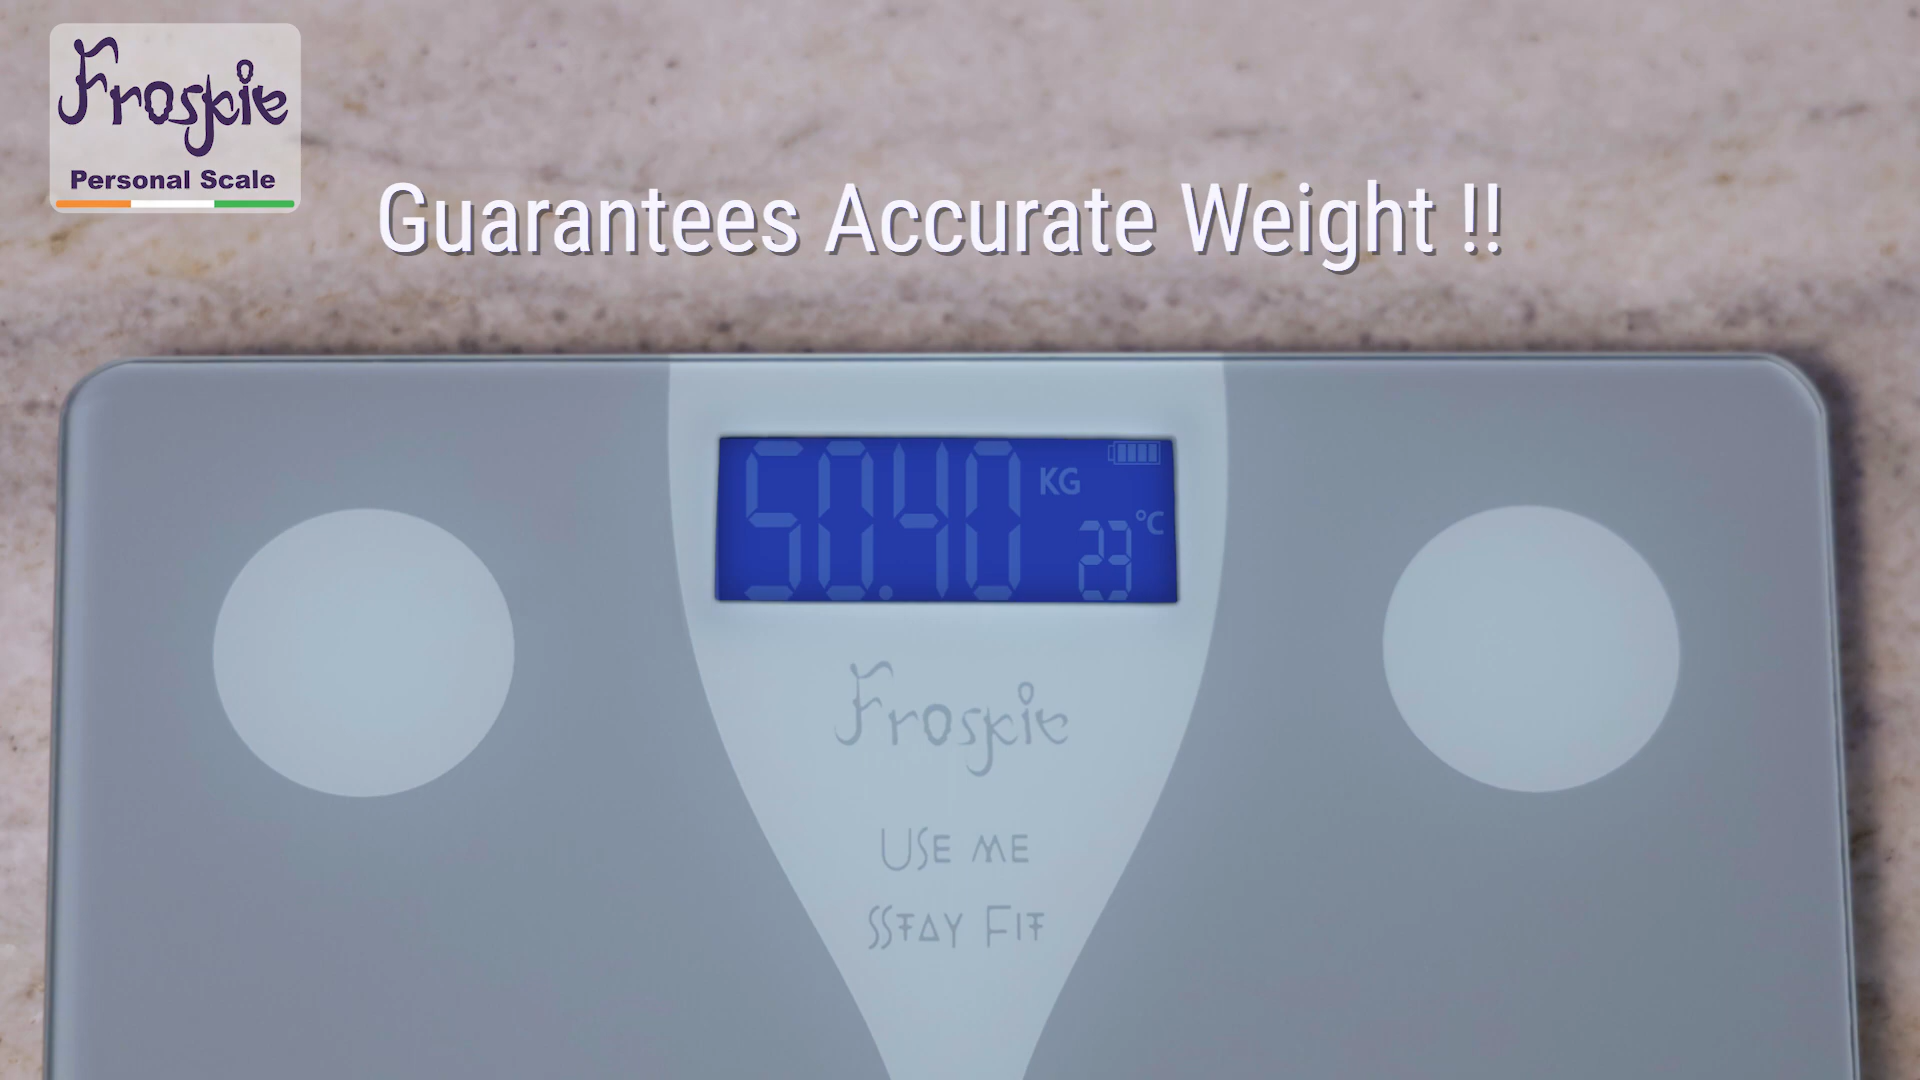 Froskie
Personal Scale
Guarantees Accurate Weight !!
50.40 KG
23 °C
Froskie
USE ME
SSTAY FIT